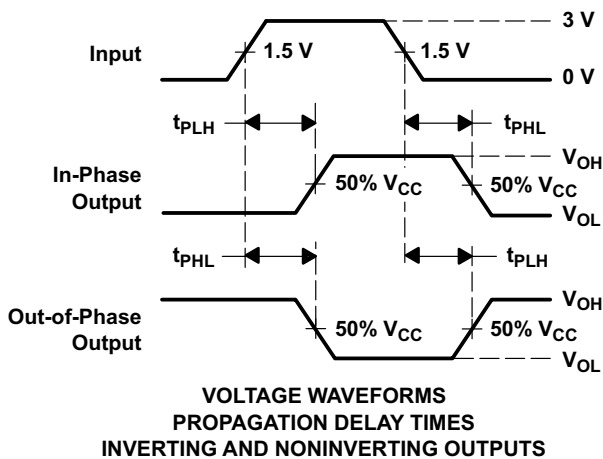 3 V
Input
1.5 V
1.5 V
0 V
tPLH
tPHL
VOH
In-Phase
Output
50% VCC
50% VCC
VOL
tPHL
tPLH
VOH
Out-of-Phase
Output
50% VCC
50% VCC
VOL
VOLTAGE WAVEFORMS
PROPAGATION DELAY TIMES
INVERTING AND NONINVERTING OUTPUTS